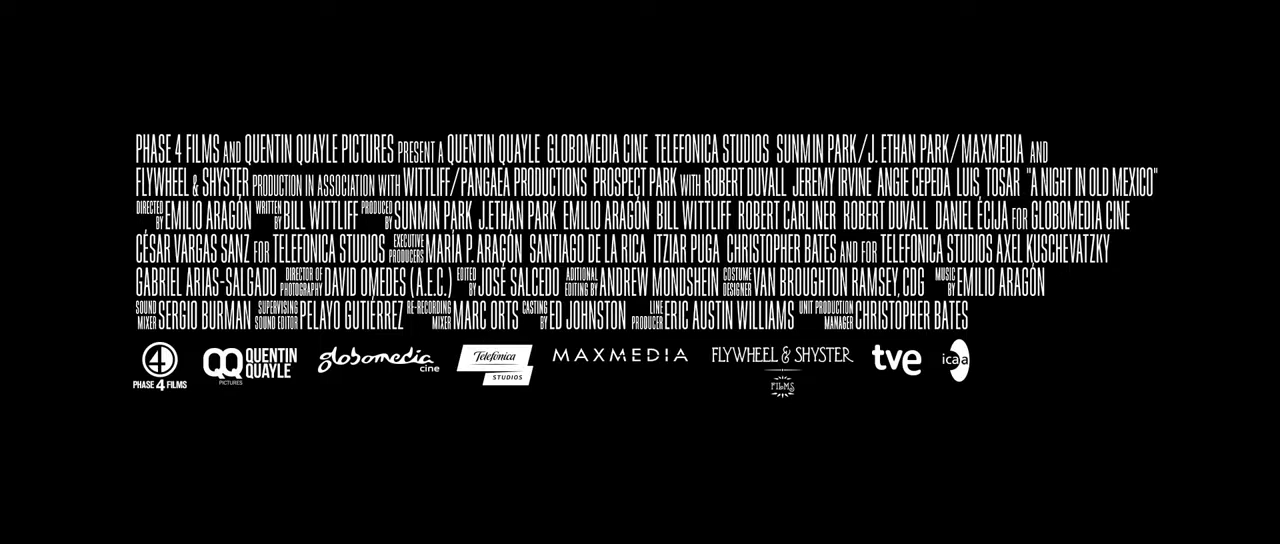 PHASE 4 FILMS AND QUENTIN QUAYLE PICTURES PRESENT A QUENTIN QUAYLE GLOBOMEDIA CINE TELEFONICA STUDIOS SUNMIN PARK/J. ETHAN PARK/MAXMEDIA AND
FLYWHEEL & SHYSTER PRODUCTION IN ASSOCIATION WITH WITTLIFF/PANGAEA PRODUCTIONS PROSPECT PARK WITH ROBERT DUVALL JEREMY IRVINE ANGIE CEPEDA LUIS TOSAR "A NIGHT IN OLD MEXICO"
DIRECTED BY EMILIO ARAGÓN WRITTEN BY BILL WITTLIFF PRODUCED BY SUNMIN PARK J.ETHAN PARK EMILIO ARAGÓN BILL WITTLIFF ROBERT CARLINER ROBERT DUVALL DANIEL ÉCIJA FOR GLOBOMEDIA CINE
CÉSAR VARGAS SANZ FOR TELEFONICA STUDIOS EXECUTIVE PRODUCERS MARÍA P. ARAGÓN SANTIAGO DE LA RICA ITZIAR PUGA CHRISTOPHER BATES AND FOR TELEFONICA STUDIOS AXEL KUSCHEVATZKY
GABRIEL ARIAS-SALGADO DIRECTOR OF PHOTOGRAPHY DAVID OMEDES (A.E.C.) EDITED BY JOSÉ SALCEDO ADITIONAL EDITING BY ANDREW MONDSHEIN COSTUME DESIGNER VAN BROUGHTON RAMSEY, CDG MUSIC BY EMILIO ARAGÓN
SOUND MIXER SERGIO BURMAN SUPERVISING SOUND EDITOR PELAYO GUTIÉRREZ RE-RECORDING MIXER MARC ORTS CASTING BY ED JOHNSTON LINE PRODUCER ERIC AUSTIN WILLIAMS UNIT PRODUCTION MANAGER CHRISTOPHER BATES
4 PHASE 4 FILMS
QQ PICTURES QUENTIN QUAYLE
globomedia cine
Telefónica STUDIOS
MAXMEDIA
FLYWHEEL & SHYSTER FILMS
tve
icaa